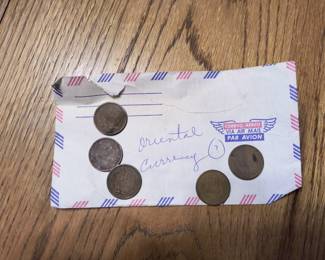 Oriental
Currency ?
CORREO AEREO
VIA AIR MAIL
PAR AVION